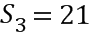 S₃ = 21